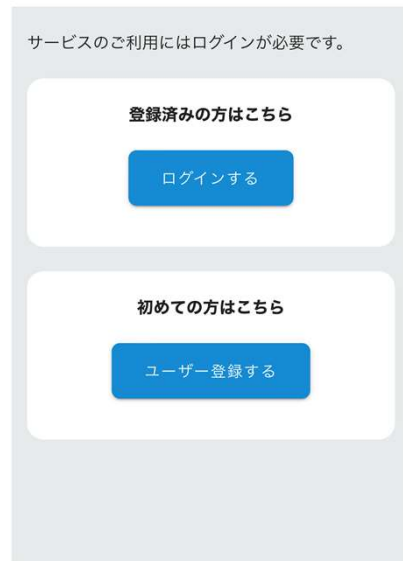 サービスのご利用にはログインが必要です。
登録済みの方はこちら
ログインする
初めての方はこちら
ユーザー登録する